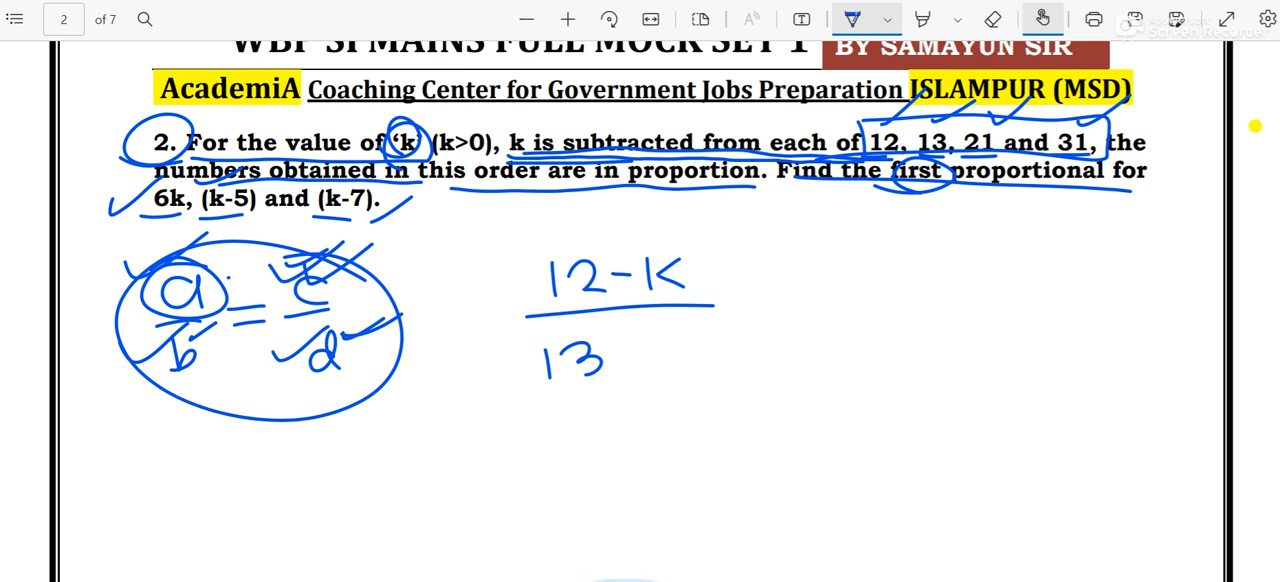 2 of 7
WBP SI MAINS FULL MOCK SET 1 BY SAMAYUN SIR
AcademiA Coaching Center for Government Jobs Preparation ISLAMPUR (MSD)
2. For the value of 'k' (k>0), k is subtracted from each of 12, 13, 21 and 31, the
numbers obtained in this order are in proportion. Find the first proportional for
6k, (k-5) and (k-7).
a/b = c/d
12-K
13